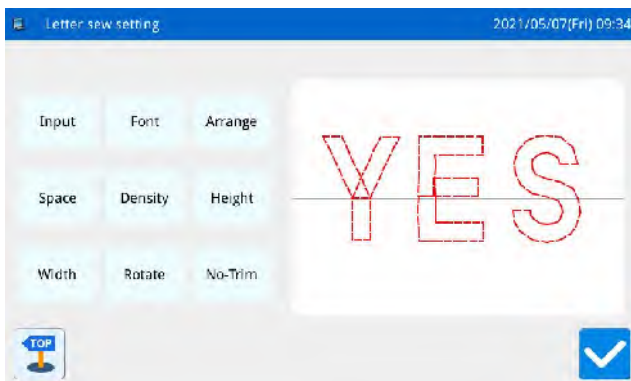 Letter sew setting 2021/05/07(Fri) 09:34
Input Font Arrange
Space Density Height
Width Rotate No-Trim
YES
TOP